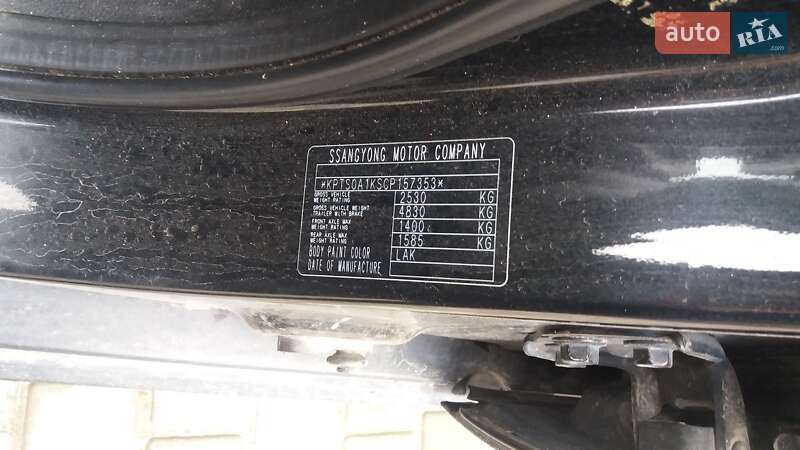 auto RIA
.com
SSANGYONG MOTOR COMPANY
*KPTS0A1KSCP157353*
GROSS VEHICLE WEIGHT RATING 2530 KG
GROSS VEHICLE WEIGHT TRAILER WITH BRAKE 4830 KG
FRONT AXLE MAX WEIGHT RATING 1400 KG
REAR AXLE MAX WEIGHT RATING 1585 KG
BODY PAINT COLOR LAK
DATE OF MANUFACTURE